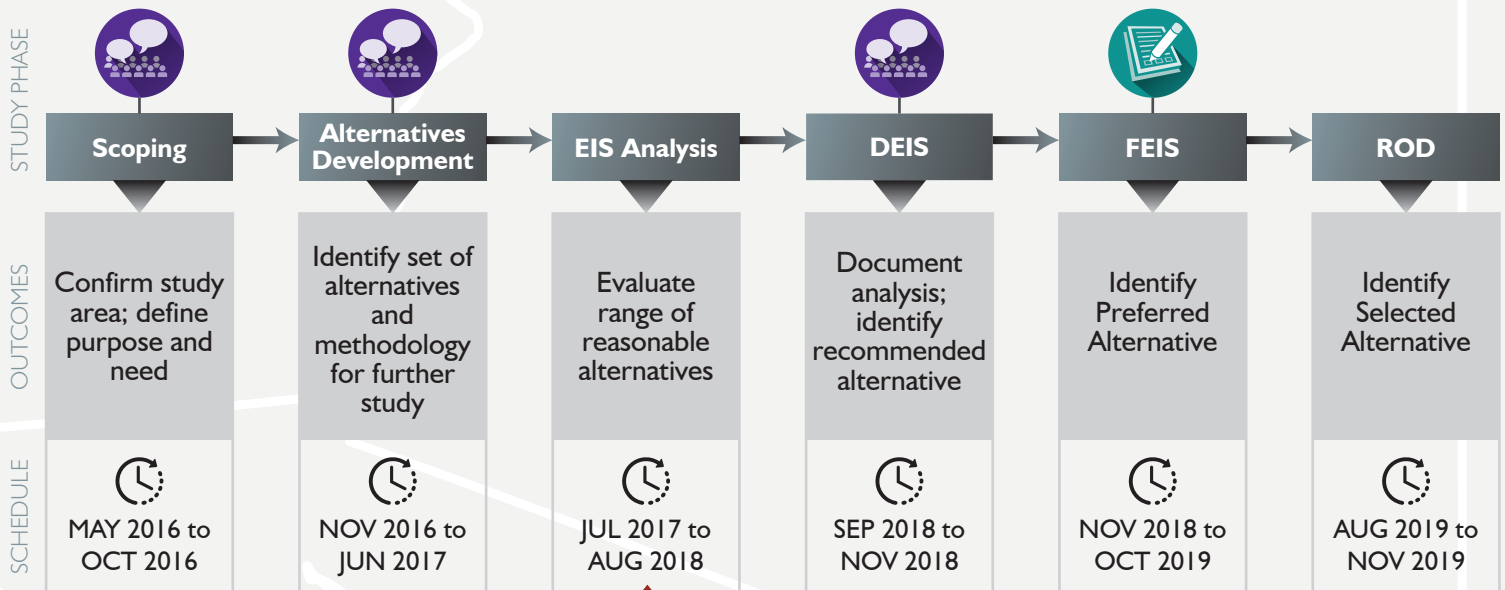 STUDY PHASE
Scoping
Alternatives
Development
EIS Analysis
DEIS
FEIS
ROD
OUTCOMES
Confirm study
area; define
purpose and
need
Identify set of
alternatives
and
methodology
for further
study
Evaluate
range of
reasonable
alternatives
Document
analysis;
identify
recommended
alternative
Identify
Preferred
Alternative
Identify
Selected
Alternative
SCHEDULE
MAY 2016 to
OCT 2016
NOV 2016 to
JUN 2017
JUL 2017 to
AUG 2018
SEP 2018 to
NOV 2018
NOV 2018 to
OCT 2019
AUG 2019 to
NOV 2019